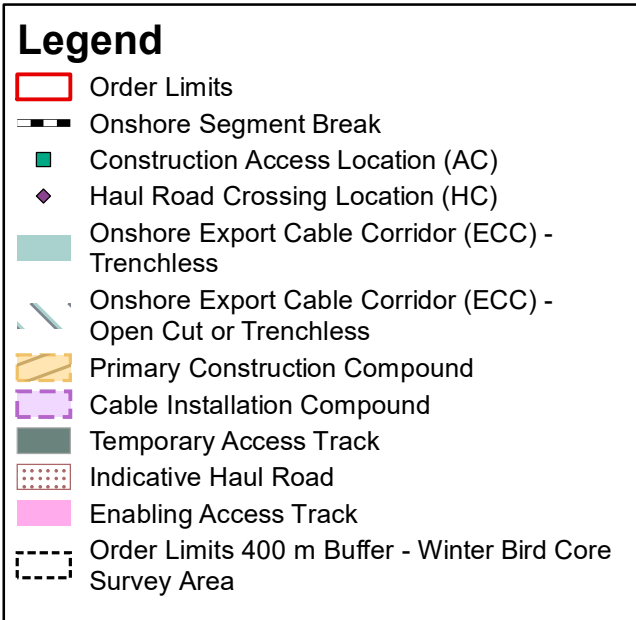 Legend
Order Limits
Onshore Segment Break
Construction Access Location (AC)
Haul Road Crossing Location (HC)
Onshore Export Cable Corridor (ECC) -
Trenchless
Onshore Export Cable Corridor (ECC) -
Open Cut or Trenchless
Primary Construction Compound
Cable Installation Compound
Temporary Access Track
Indicative Haul Road
Enabling Access Track
Order Limits 400 m Buffer - Winter Bird Core
Survey Area